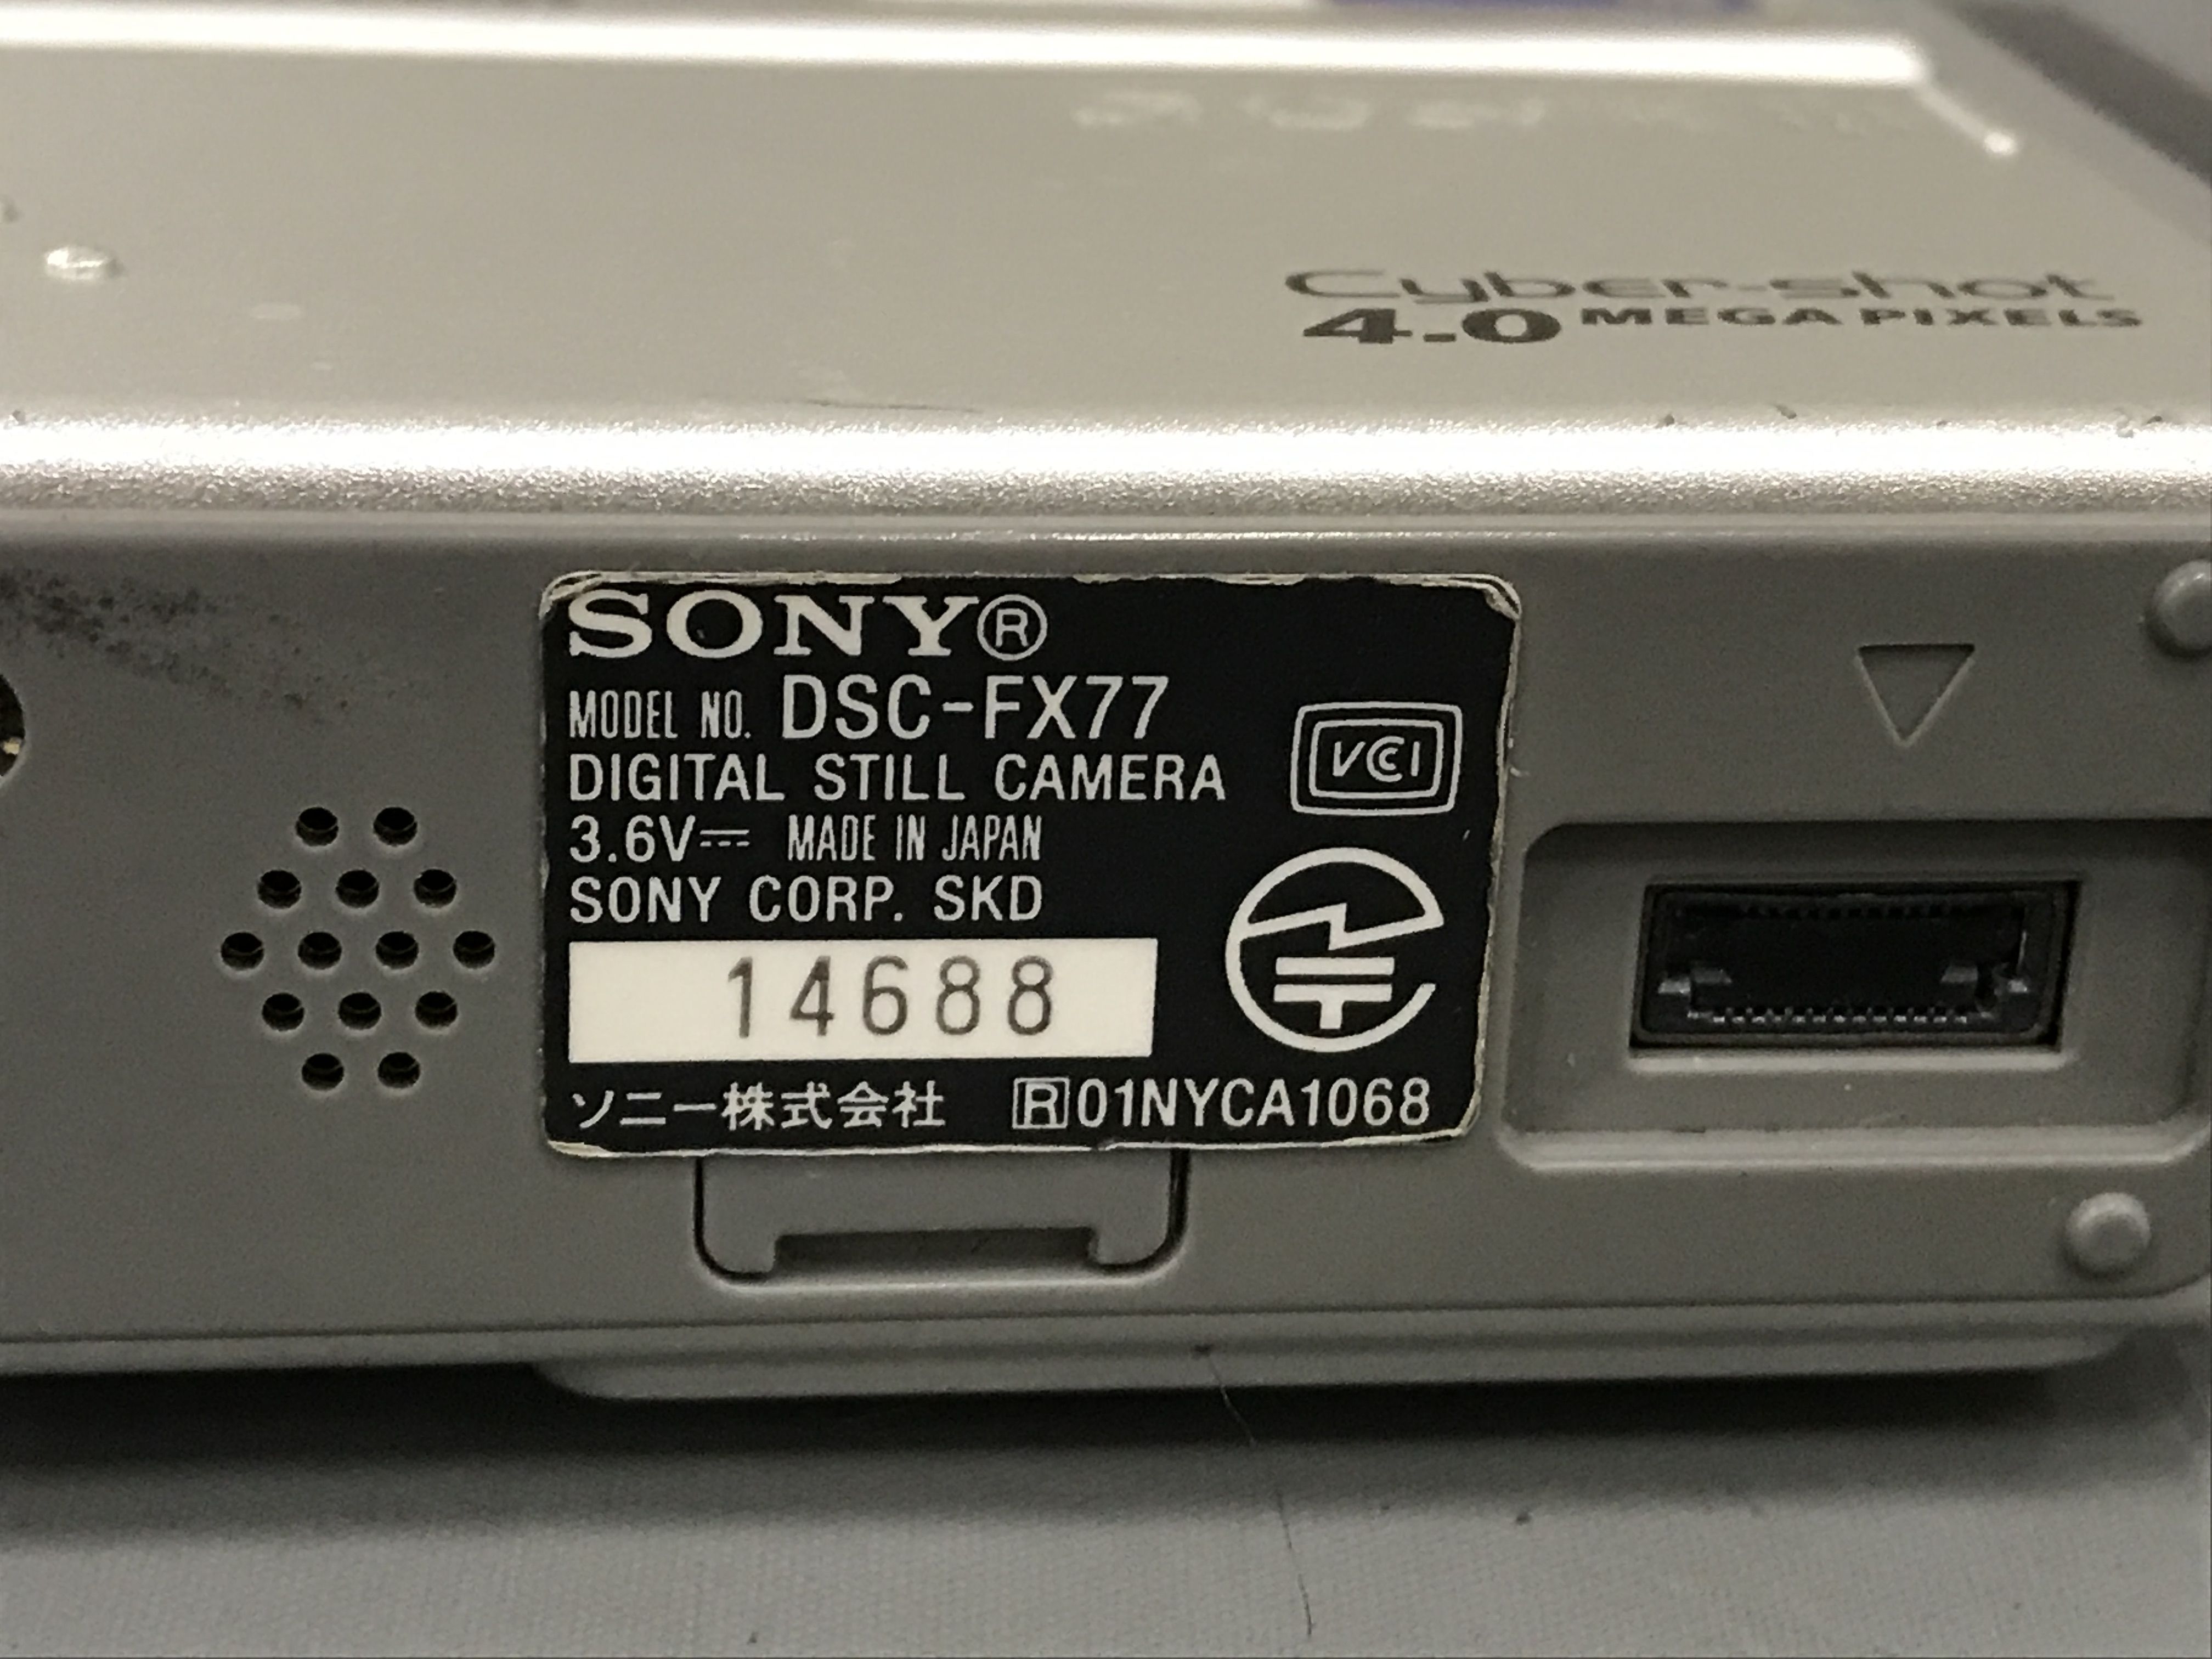 Cyber-shot
4.0 MEGA PIXELS
SONY®
MODEL NO. DSC-FX77
VCCI
DIGITAL STILL CAMERA
3.6V⎓ MADE IN JAPAN
SONY CORP. SKD
14688
ソニー株式会社 🅁01NYCA1068